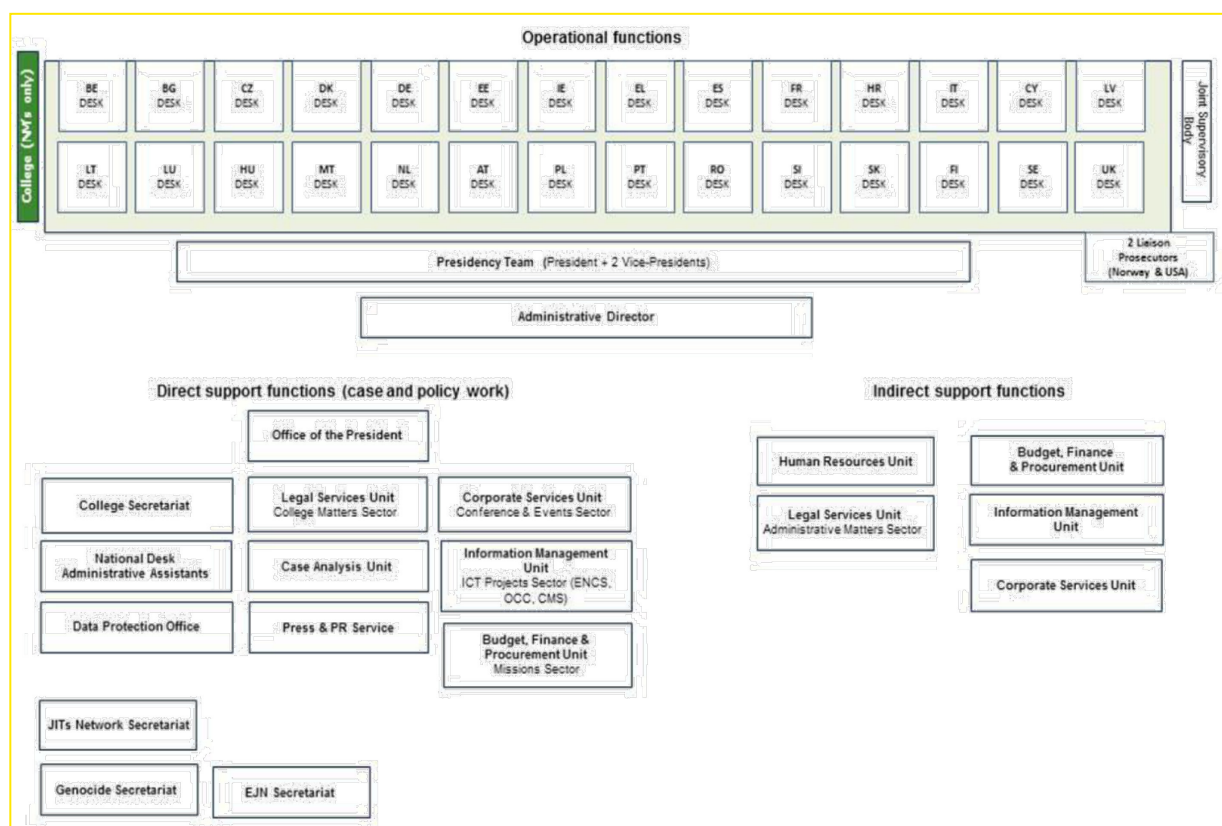 Operational functions
College (NMs only)
BE
DESK
BG
DESK
CZ
DESK
DK
DESK
DE
DESK
EE
DESK
IE
DESK
EL
DESK
ES
DESK
FR
DESK
HR
DESK
IT
DESK
CY
DESK
LV
DESK
Joint Supervisory
Body
LT
DESK
LU
DESK
HU
DESK
MT
DESK
NL
DESK
AT
DESK
PL
DESK
PT
DESK
RO
DESK
SI
DESK
SK
DESK
FI
DESK
SE
DESK
UK
DESK
Presidency Team (President + 2 Vice-Presidents)
2 Liaison
Prosecutors
(Norway & USA)
Administrative Director
Direct support functions (case and policy work)
Office of the President
College Secretariat
Legal Services Unit
College Matters Sector
Corporate Services Unit
Conference & Events Sector
National Desk
Administrative Assistants
Case Analysis Unit
Information Management
Unit
ICT Projects Sector (ENCS,
OCC, CMS)
Data Protection Office
Press & PR Service
Budget, Finance &
Procurement Unit
Missions Sector
JITs Network Secretariat
Genocide Secretariat
EJN Secretariat
Indirect support functions
Human Resources Unit
Budget, Finance
& Procurement Unit
Legal Services Unit
Administrative Matters Sector
Information Management
Unit
Corporate Services Unit